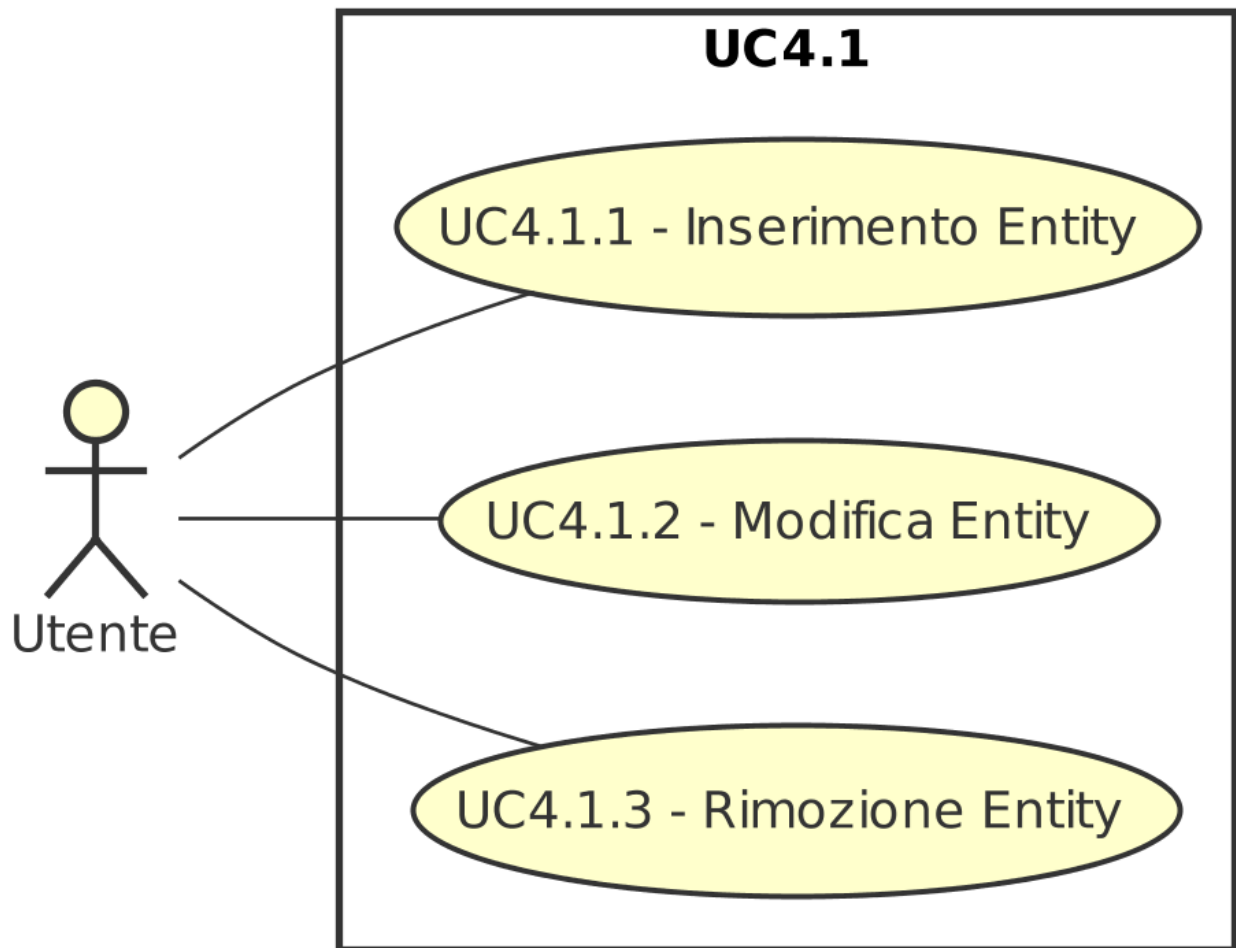 UC4.1
UC4.1.1 - Inserimento Entity
UC4.1.2 - Modifica Entity
Utente
UC4.1.3 - Rimozione Entity